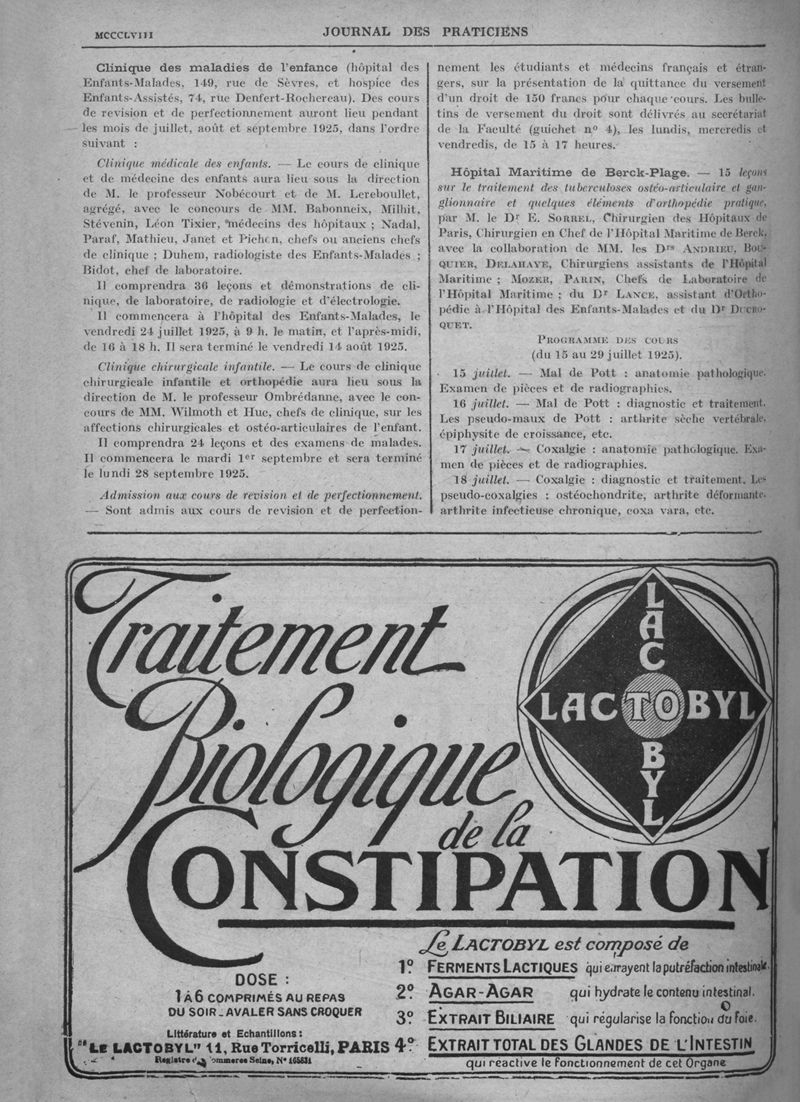 MCCCLVIII
JOURNAL DES PRATICIENS
Clinique des maladies de l'enfance (hôpital des
Enfants-Malades, 149, rue de Sèvres, et hospice des
Enfants-Assistés, 74, rue Denfert-Rochereau). Des cours
de revision et de perfectionnement auront lieu pendant
les mois de juillet, août et septembre 1925, dans l'ordre
suivant :
Clinique médicale des enfants. — Le cours de clinique
et de médecine des enfants aura lieu sous la direction
de M. le professeur Nobécourt et de M. Lereboullet,
agrégé, avec le concours de MM. Babonneix, Milhit,
Stévenin, Léon Tixier, médecins des hôpitaux ; Nadal,
Paraf, Mathieu, Janet et Pichon, chefs ou anciens chefs
de clinique ; Duhem, radiologiste des Enfants-Malades ;
Bidot, chef de laboratoire.
Il comprendra 36 leçons et démonstrations de cli-
nique, de laboratoire, de radiologie et d'électrologie.
Il commencera à l'hôpital des Enfants-Malades, le
vendredi 24 juillet 1925, à 9 h. le matin, et l'après-midi,
de 16 à 18 h. Il sera terminé le vendredi 14 août 1925.
Clinique chirurgicale infantile. — Le cours de clinique
chirurgicale infantile et orthopédie aura lieu sous la
direction de M. le professeur Ombrédanne, avec le con-
cours de MM. Wilmoth et Huc, chefs de clinique, sur les
affections chirurgicales et ostéo-articulaires de l'enfant.
Il comprendra 24 leçons et des examens de malades.
Il commencera le mardi 1er septembre et sera terminé
le lundi 28 septembre 1925.
Admission aux cours de revision et de perfectionnement.
— Sont admis aux cours de revision et de perfection-
nement les étudiants et médecins français et étran-
gers, sur la présentation de la quittance du versement
d'un droit de 150 francs pour chaque cours. Les bulle-
tins de versement du droit sont délivrés au secrétariat
de la Faculté (guichet nº 4), les lundis, mercredis et
vendredis, de 15 à 17 heures.
Hôpital Maritime de Berck-Plage. — 15 leçons
sur le traitement des tuberculoses ostéo-articulaire et gan-
glionnaire et quelques éléments d'orthopédie pratique,
par M. le Dr E. SORREL, Chirurgien des Hôpitaux de
Paris, Chirurgien en Chef de l'Hôpital Maritime de Berck,
avec la collaboration de MM. les Drs ANDRIEU, BOU-
QUIER, DELAHAYE, Chirurgiens assistants de l'Hôpital
Maritime ; MOZER, PARIN, Chefs de Laboratoire de
l'Hôpital Maritime ; du Dr LANCE, assistant d'Ortho-
pédie à l'Hôpital des Enfants-Malades et du Dr DUCRO-
QUET.
PROGRAMME DES COURS
(du 15 au 29 juillet 1925).
15 juillet. — Mal de Pott : anatomie pathologique.
Examen de pièces et de radiographies.
16 juillet. — Mal de Pott : diagnostic et traitement.
Les pseudo-maux de Pott : arthrite sèche vertébrale,
épiphysite de croissance, etc.
17 juillet. — Coxalgie : anatomie pathologique. Exa-
men de pièces et de radiographies.
18 juillet. — Coxalgie : diagnostic et traitement. Les
pseudo-coxalgies : ostéochondrite, arthrite déformante,
arthrite infectieuse chronique, coxa vara, etc.
Traitement
Biologique
de la
CONSTIPATION
LACTOBYL
LACTOBYL
Le LACTOBYL est composé de
1º FERMENTS LACTIQUES qui enrayent la putréfaction intestinale.
2º AGAR-AGAR qui hydrate le contenu intestinal.
3º EXTRAIT BILIAIRE qui régularise la fonction du foie.
4º EXTRAIT TOTAL DES GLANDES DE L'INTESTIN
qui réactive le fonctionnement de cet Organe
DOSE :
1 À 6 COMPRIMÉS AU REPAS
DU SOIR - AVALER SANS CROQUER
Littérature et Echantillons :
"LE LACTOBYL" 11, Rue Torricelli, PARIS
Registre du Commerce Seine, Nº 165831